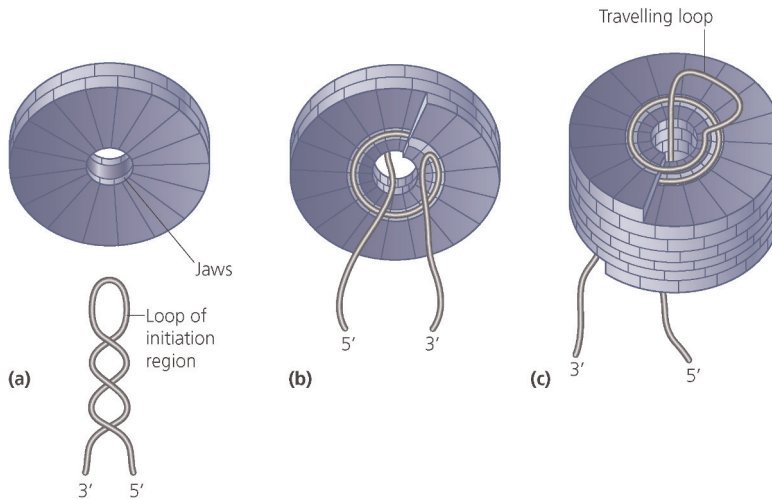 Travelling loop
Jaws
Loop of
initiation
region
(a)
3′
5′
(b)
5′
3′
(c)
3′
5′